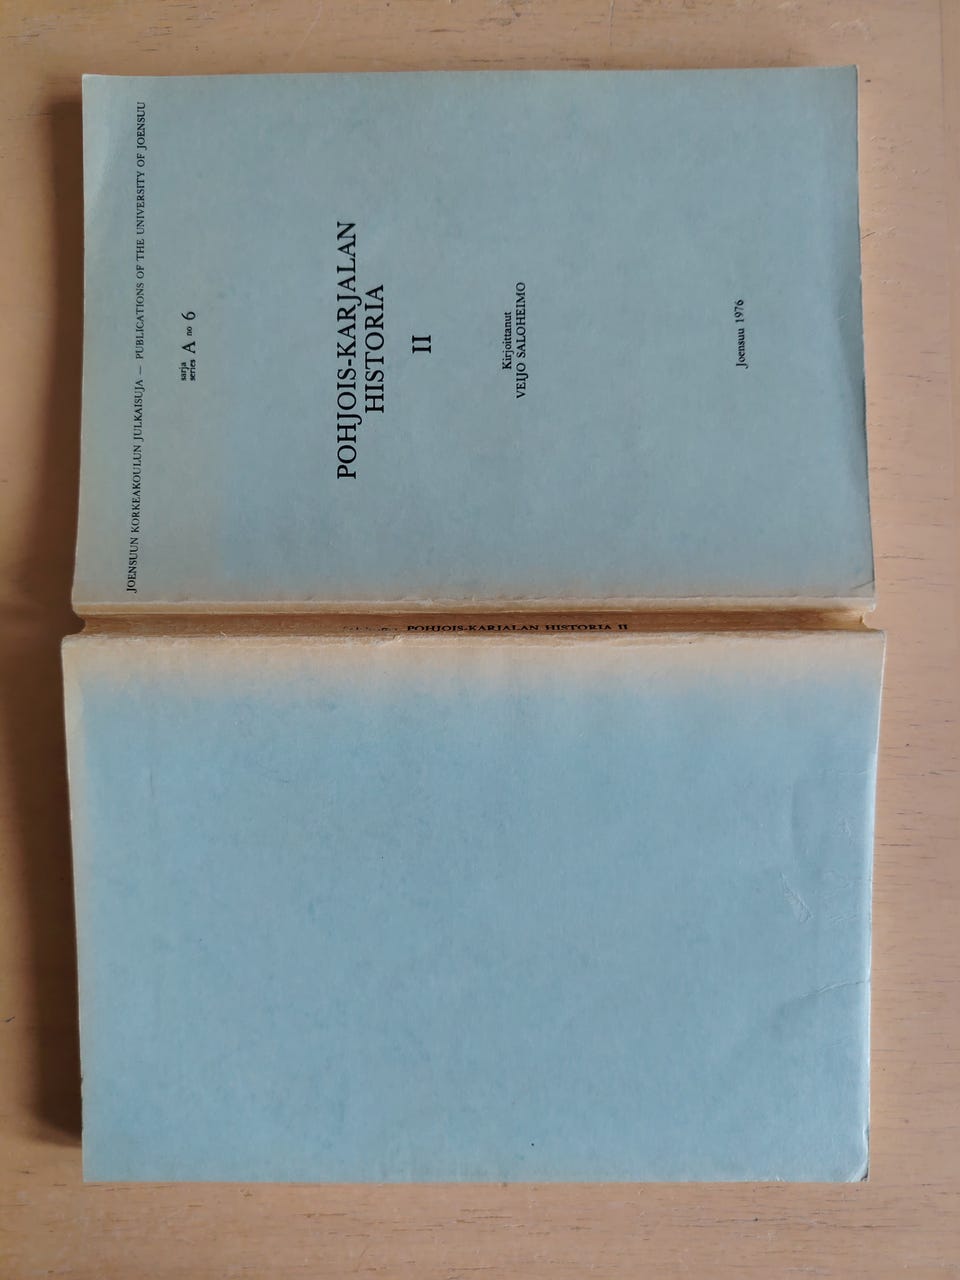 JOENSUUN KORKEAKOULUN JULKAISUJA — PUBLICATIONS OF THE UNIVERSITY OF JOENSUU
sarja
series A no 6
POHJOIS-KARJALAN
HISTORIA
II
Kirjoittanut
VEIJO SALOHEIMO
Joensuu 1976
POHJOIS-KARJALAN HISTORIA II